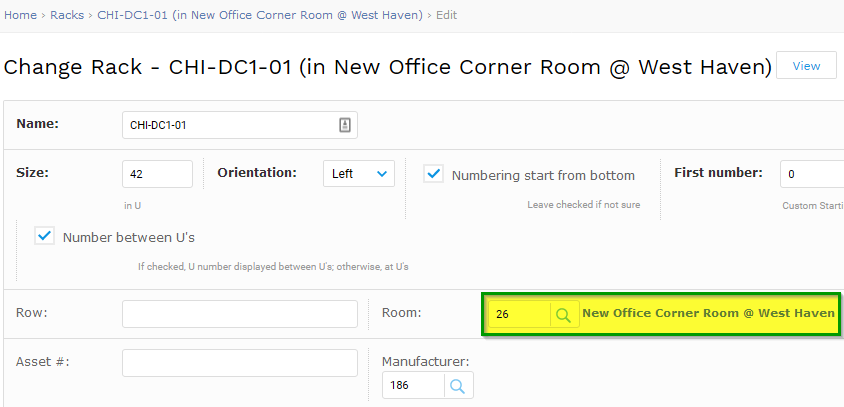 Home › Racks › CHI-DC1-01 (in New Office Corner Room @ West Haven) › Edit
Change Rack - CHI-DC1-01 (in New Office Corner Room @ West Haven) View
Name: CHI-DC1-01
Size: 42 Orientation: Left Numbering start from bottom First number: 0
in U Leave checked if not sure Custom Starti
Number between U's
If checked, U number displayed between U's; otherwise, at U's
Row: Room: 26 New Office Corner Room @ West Haven
Asset #: Manufacturer:
186